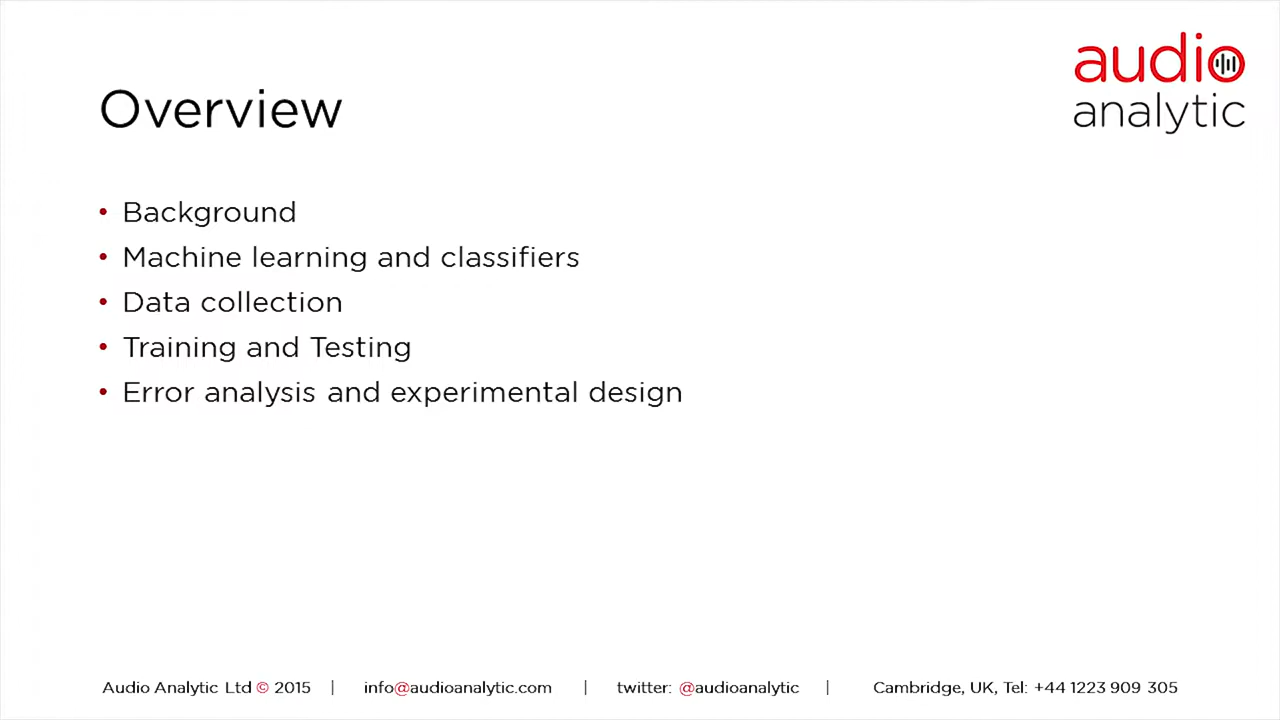 audio
analytic
Overview
• Background
• Machine learning and classifiers
• Data collection
• Training and Testing
• Error analysis and experimental design
Audio Analytic Ltd © 2015 | info@audioanalytic.com | twitter: @audioanalytic | Cambridge, UK, Tel: +44 1223 909 305